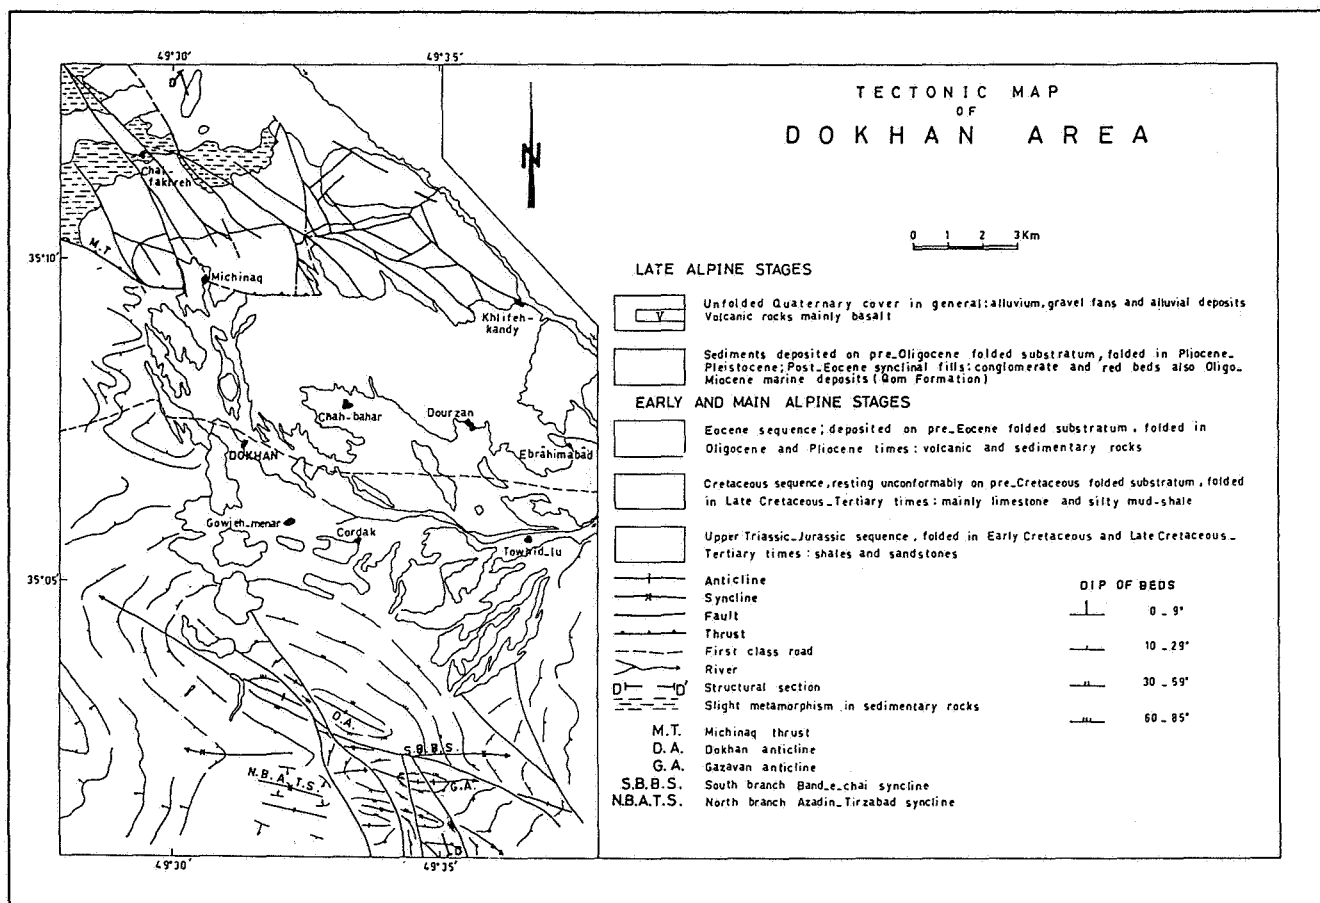 TECTONIC MAP
OF
DOKHAN AREA
49°30'
49°35'
D'
N
Chal-
fakhreh
0 1 2 3Km
M.T
35°10'
Michinaq
Khlifeh-
kandy
Chah-bahar
Dourzan
DOKHAN
Ebrahimabad
Gowjeh-menar
Cordak
Towhid_lu
35°05'
D.A.
S.B.B.S.
G.A.
N.B.A.T.S.
D
49°30'
49°35'
LATE ALPINE STAGES
V
Unfolded Quaternary cover in general; alluvium, gravel fans and alluvial deposits
Volcanic rocks mainly basalt
Sediments deposited on pre_Oligocene folded substratum, folded in Pliocene_
Pleistocene; Post_Eocene synclinal fills: conglomerate and red beds also Oligo_
Miocene marine deposits (Qom Formation)
EARLY AND MAIN ALPINE STAGES
Eocene sequence; deposited on pre_Eocene folded substratum, folded in
Oligocene and Pliocene times: volcanic and sedimentary rocks
Cretaceous sequence, resting unconformably on pre_Cretaceous folded substratum, folded
in Late Cretaceous_Tertiary times: mainly limestone and silty mud-shale
Upper Triassic_Jurassic sequence, folded in Early Cretaceous and Late Cretaceous_
Tertiary times: shales and sandstones
Anticline
Syncline
Fault
Thrust
First class road
River
D D' Structural section
Slight metamorphism in sedimentary rocks
M.T. Michinaq thrust
D.A. Dokhan anticline
G.A. Gazavan anticline
S.B.B.S. South branch Band_e_chai syncline
N.B.A.T.S. North branch Azadin_Tirzabad syncline
DIP OF BEDS
0 _ 9°
10 _ 29°
30 _ 59°
60 _ 85°